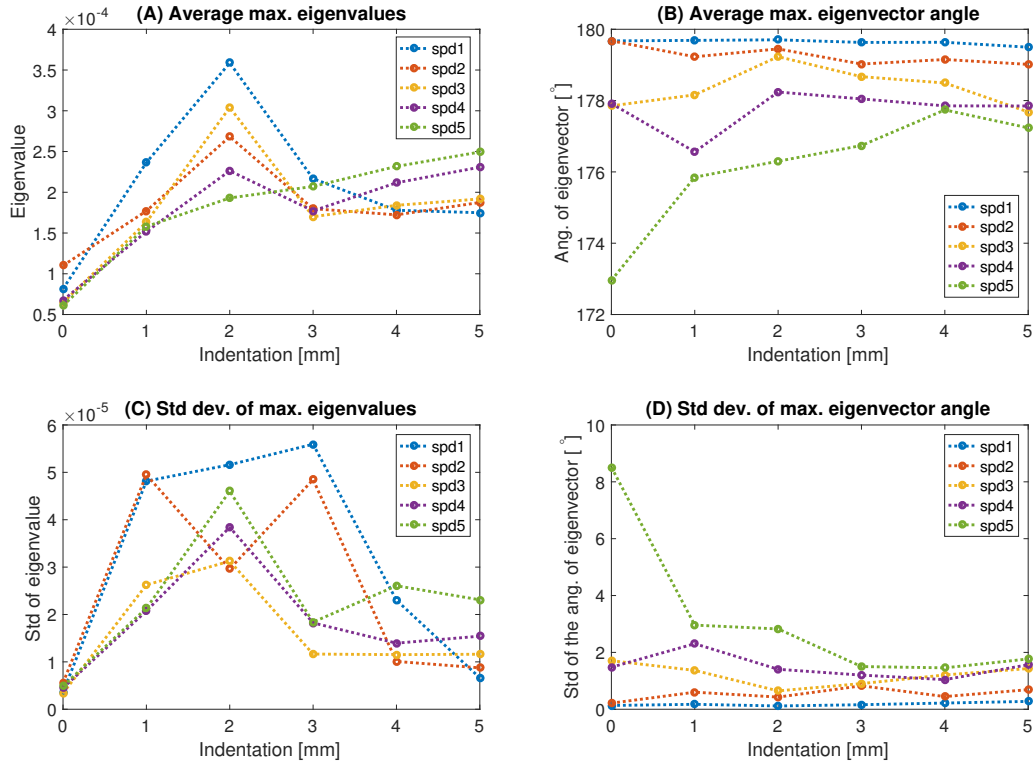 (A) Average max. eigenvalues
×10⁻⁴
4
3.5
3
2.5
2
1.5
1
0.5
0 1 2 3 4 5
Eigenvalue
Indentation [mm]
spd1
spd2
spd3
spd4
spd5
(B) Average max. eigenvector angle
180
178
176
174
172
0 1 2 3 4 5
Ang. of eigenvector [ °]
Indentation [mm]
spd1
spd2
spd3
spd4
spd5
(C) Std dev. of max. eigenvalues
×10⁻⁵
6
5
4
3
2
1
0
0 1 2 3 4 5
Std of eigenvalue
Indentation [mm]
spd1
spd2
spd3
spd4
spd5
(D) Std dev. of max. eigenvector angle
10
8
6
4
2
0
0 1 2 3 4 5
Std of the ang. of eigenvector [ °]
Indentation [mm]
spd1
spd2
spd3
spd4
spd5